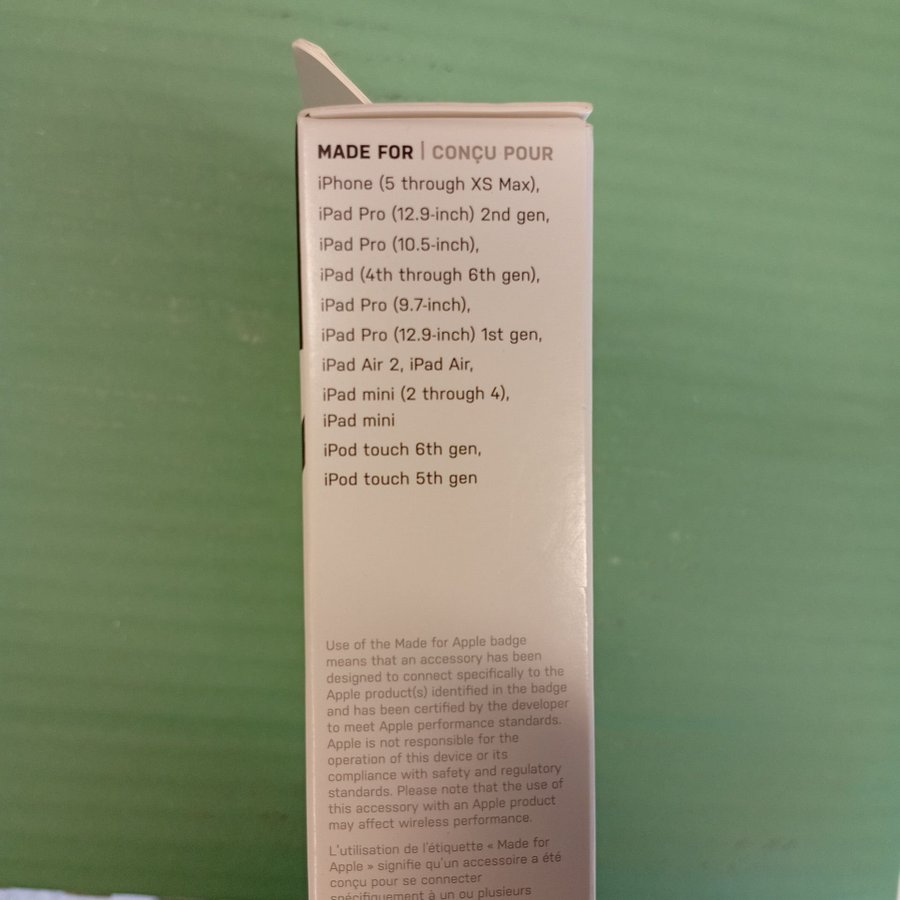 MADE FOR | CONÇU POUR
iPhone (5 through XS Max),
iPad Pro (12.9-inch) 2nd gen,
iPad Pro (10.5-inch),
iPad (4th through 6th gen),
iPad Pro (9.7-inch),
iPad Pro (12.9-inch) 1st gen,
iPad Air 2, iPad Air,
iPad mini (2 through 4),
iPad mini
iPod touch 6th gen,
iPod touch 5th gen
Use of the Made for Apple badge
means that an accessory has been
designed to connect specifically to the
Apple product(s) identified in the badge
and has been certified by the developer
to meet Apple performance standards.
Apple is not responsible for the
operation of this device or its
compliance with safety and regulatory
standards. Please note that the use of
this accessory with an Apple product
may affect wireless performance.
L'utilisation de l'étiquette « Made for
Apple » signifie qu'un accessoire a été
conçu pour se connecter
spécifiquement à un ou plusieurs